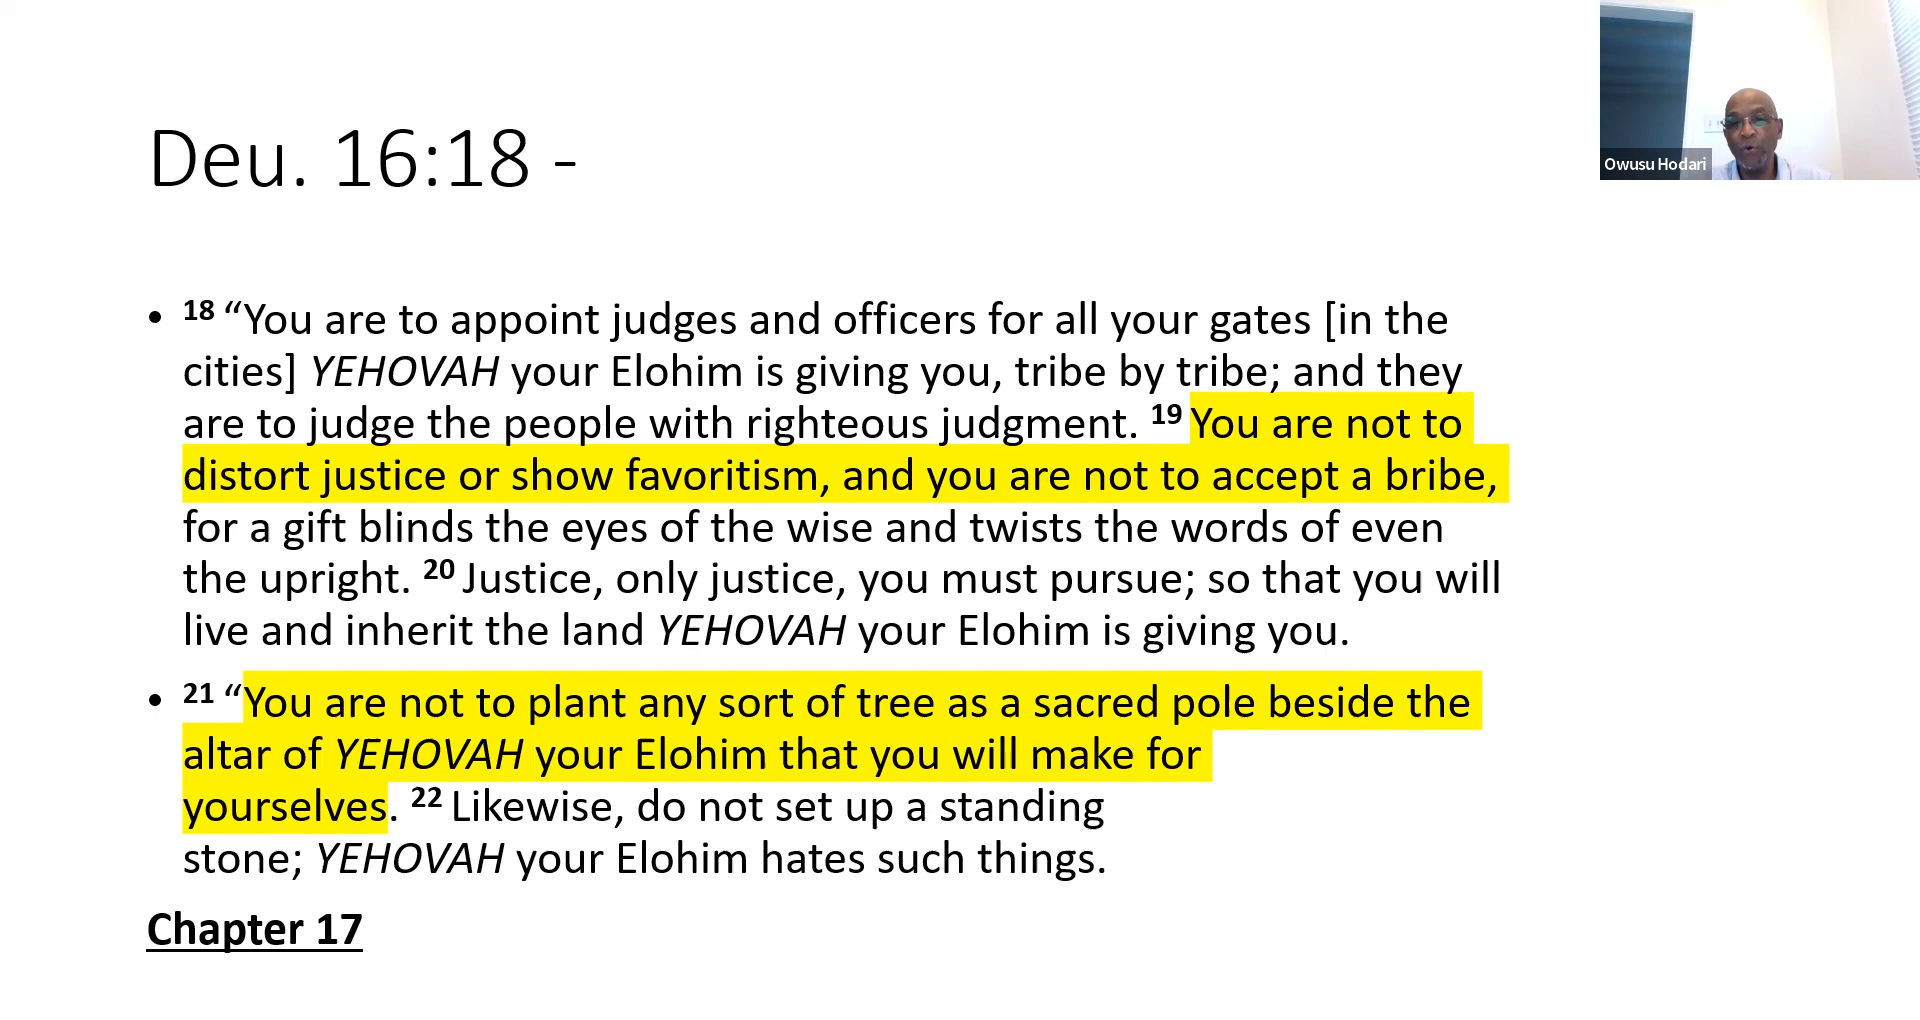 Owusu Hodari
Deu. 16:18 -
• 18 “You are to appoint judges and officers for all your gates [in the
cities] YEHOVAH your Elohim is giving you, tribe by tribe; and they
are to judge the people with righteous judgment. 19 You are not to
distort justice or show favoritism, and you are not to accept a bribe,
for a gift blinds the eyes of the wise and twists the words of even
the upright. 20 Justice, only justice, you must pursue; so that you will
live and inherit the land YEHOVAH your Elohim is giving you.
• 21 “You are not to plant any sort of tree as a sacred pole beside the
altar of YEHOVAH your Elohim that you will make for
yourselves. 22 Likewise, do not set up a standing
stone; YEHOVAH your Elohim hates such things.
Chapter 17